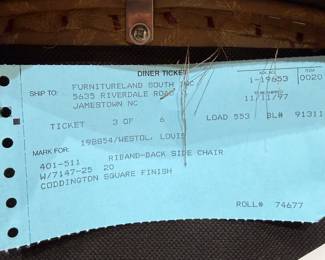 DINER TICKET
SHIP TO: FURNITURELAND SOUTH INC
5635 RIVERDALE ROAD
JAMESTOWN NC
1-19653
ITEM
0020
11/11/97
TICKET 3 OF 6
LOAD 553 BL# 91311
MARK FOR: 198854/WESTBL, LOUIS
401-511 RIBAND-BACK SIDE CHAIR
W/7147-25 20
CODDINGTON SQUARE FINISH
ROLL# 74677